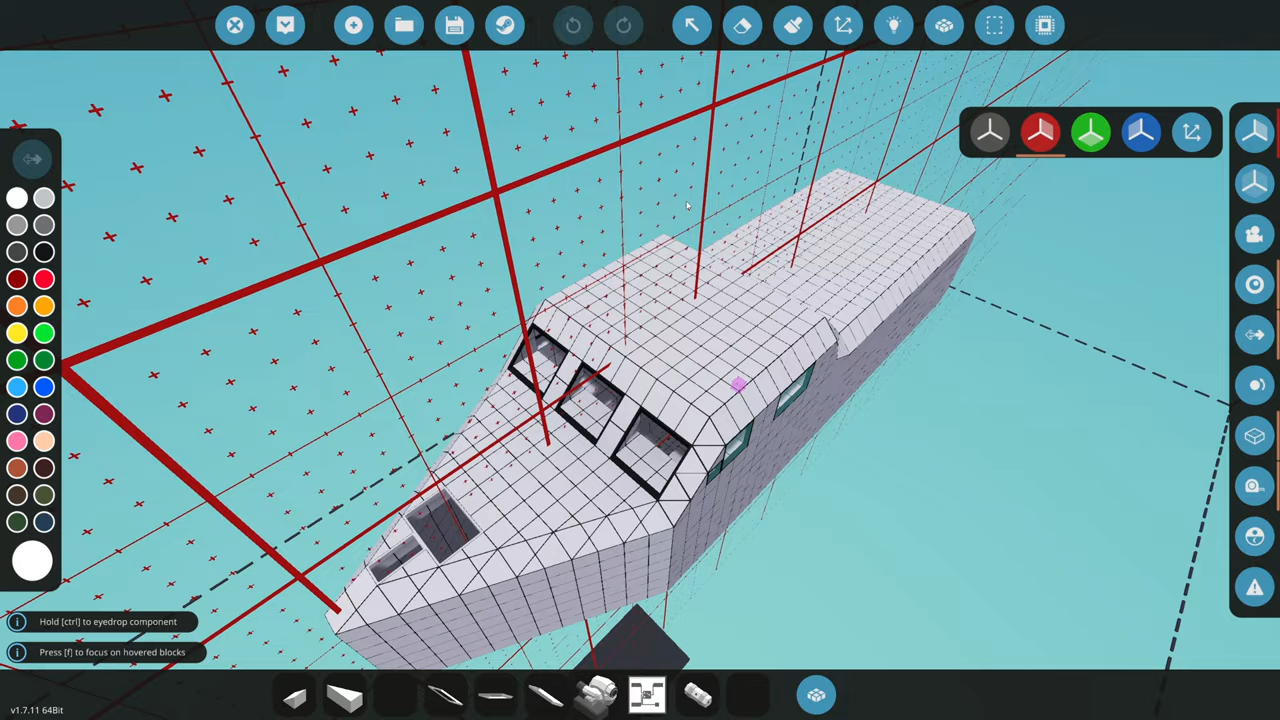 Hold [ctrl] to eyedrop component
Press [f] to focus on hovered blocks
v1.7.11 64Bit